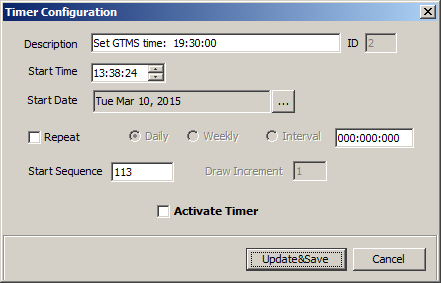 Timer Configuration
Description Set GTMS time: 19:30:00 ID 2
Start Time 13:38:24
Start Date Tue Mar 10, 2015 ...
Repeat Daily Weekly Interval 000:000:000
Start Sequence 113 Draw Increment 1
Activate Timer
Update&Save Cancel